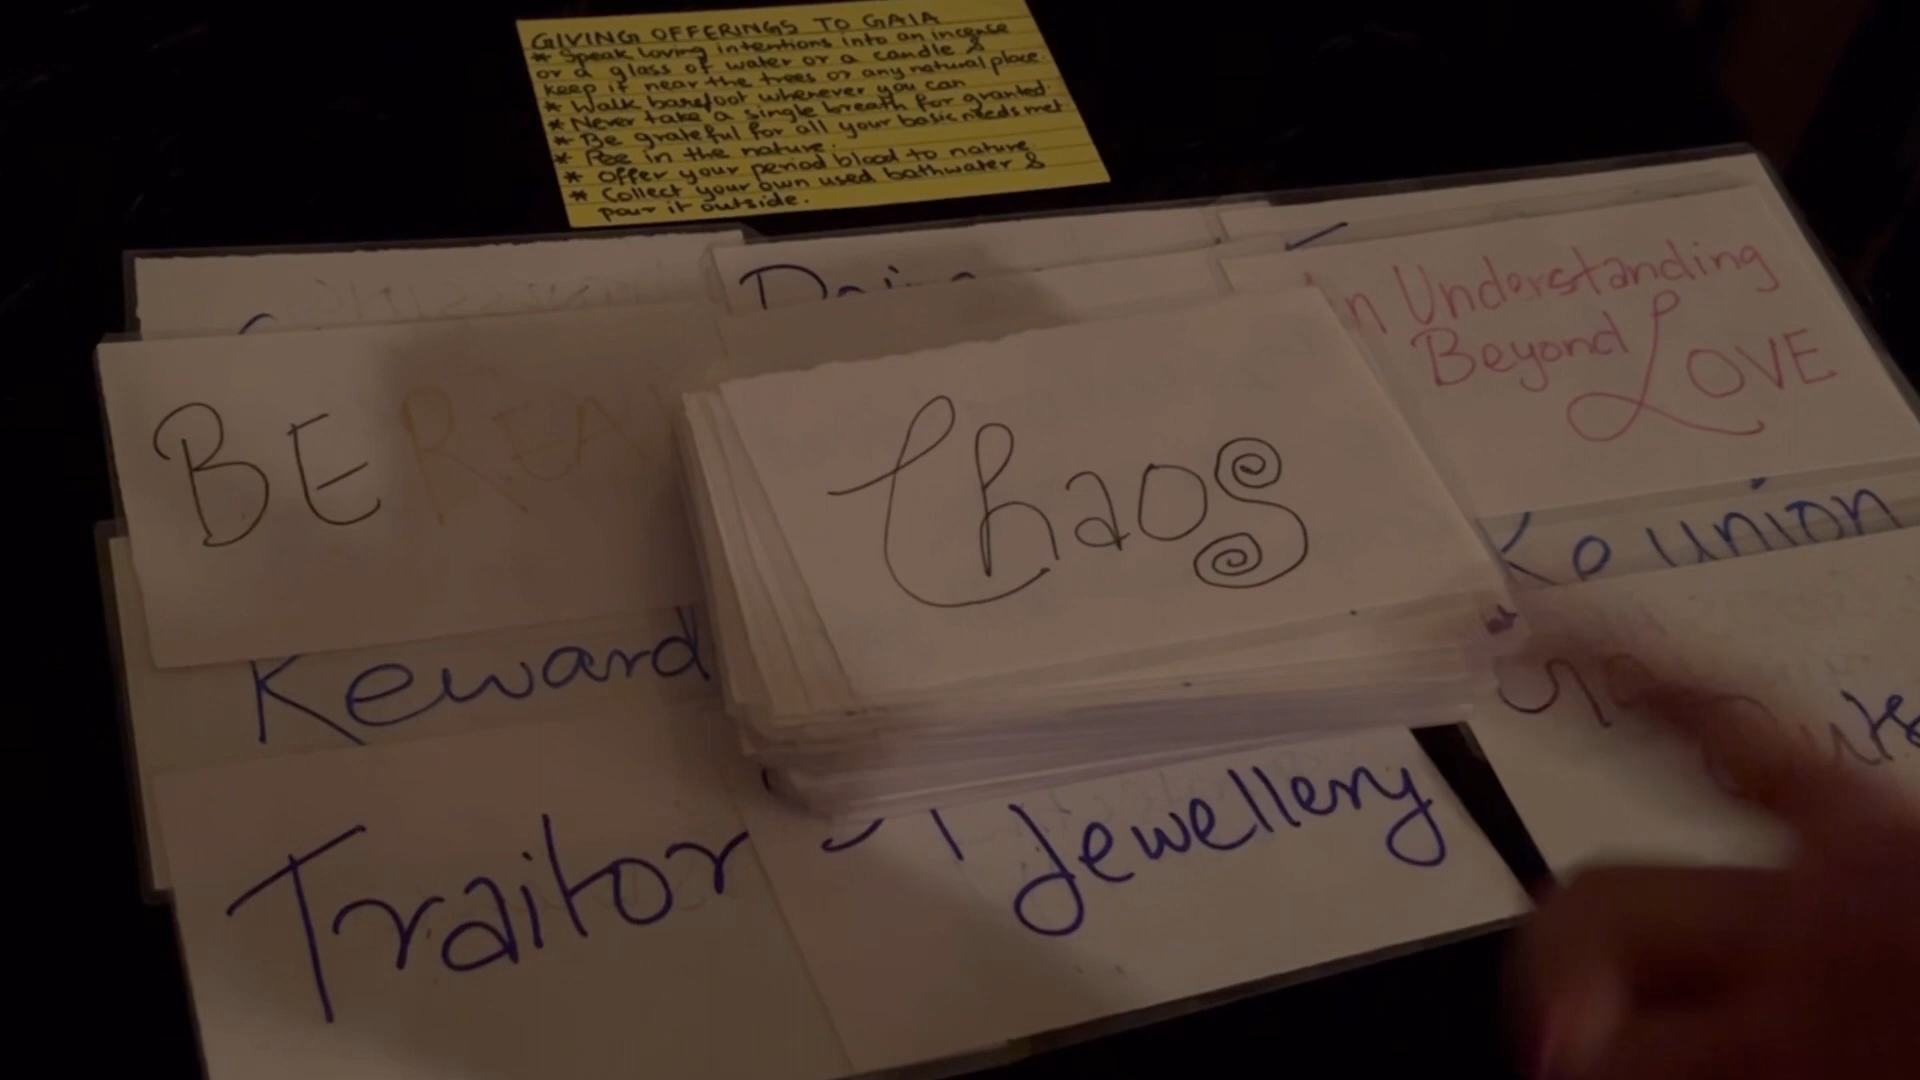 GIVING OFFERINGS TO GAIA
* Speak loving intentions into an incense
or a glass of water or a candle &
keep it near the trees or any natural place.
* Walk barefoot wherever you can
* Never take a single breath for granted.
* Be grateful for all your basic needs met
* Pee in the nature.
* Offer your period blood to nature.
* Collect your own used bathwater &
pour it outside.
In Understanding
Beyond
LOVE
BE REA
Chaos
Reunion
Reward
Traitor
Jewellery